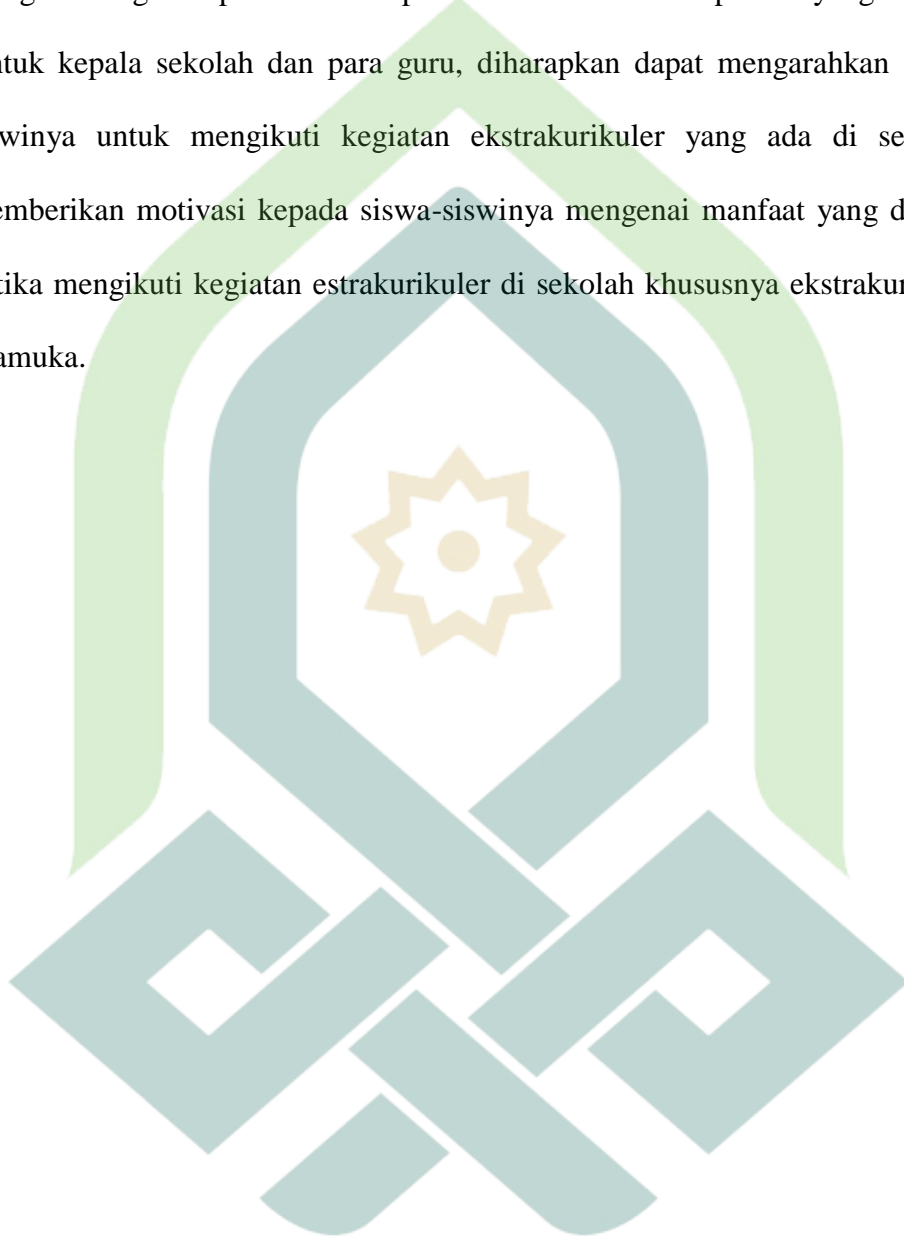 ntuk kepala sekolah dan para guru, diharapkan dapat mengarahkan
winya untuk mengikuti kegiatan ekstrakurikuler yang ada di se
emberikan motivasi kepada siswa-siswinya mengenai manfaat yang d
tika mengikuti kegiatan estrakurikuler di sekolah khususnya ekstrakur
amuka.